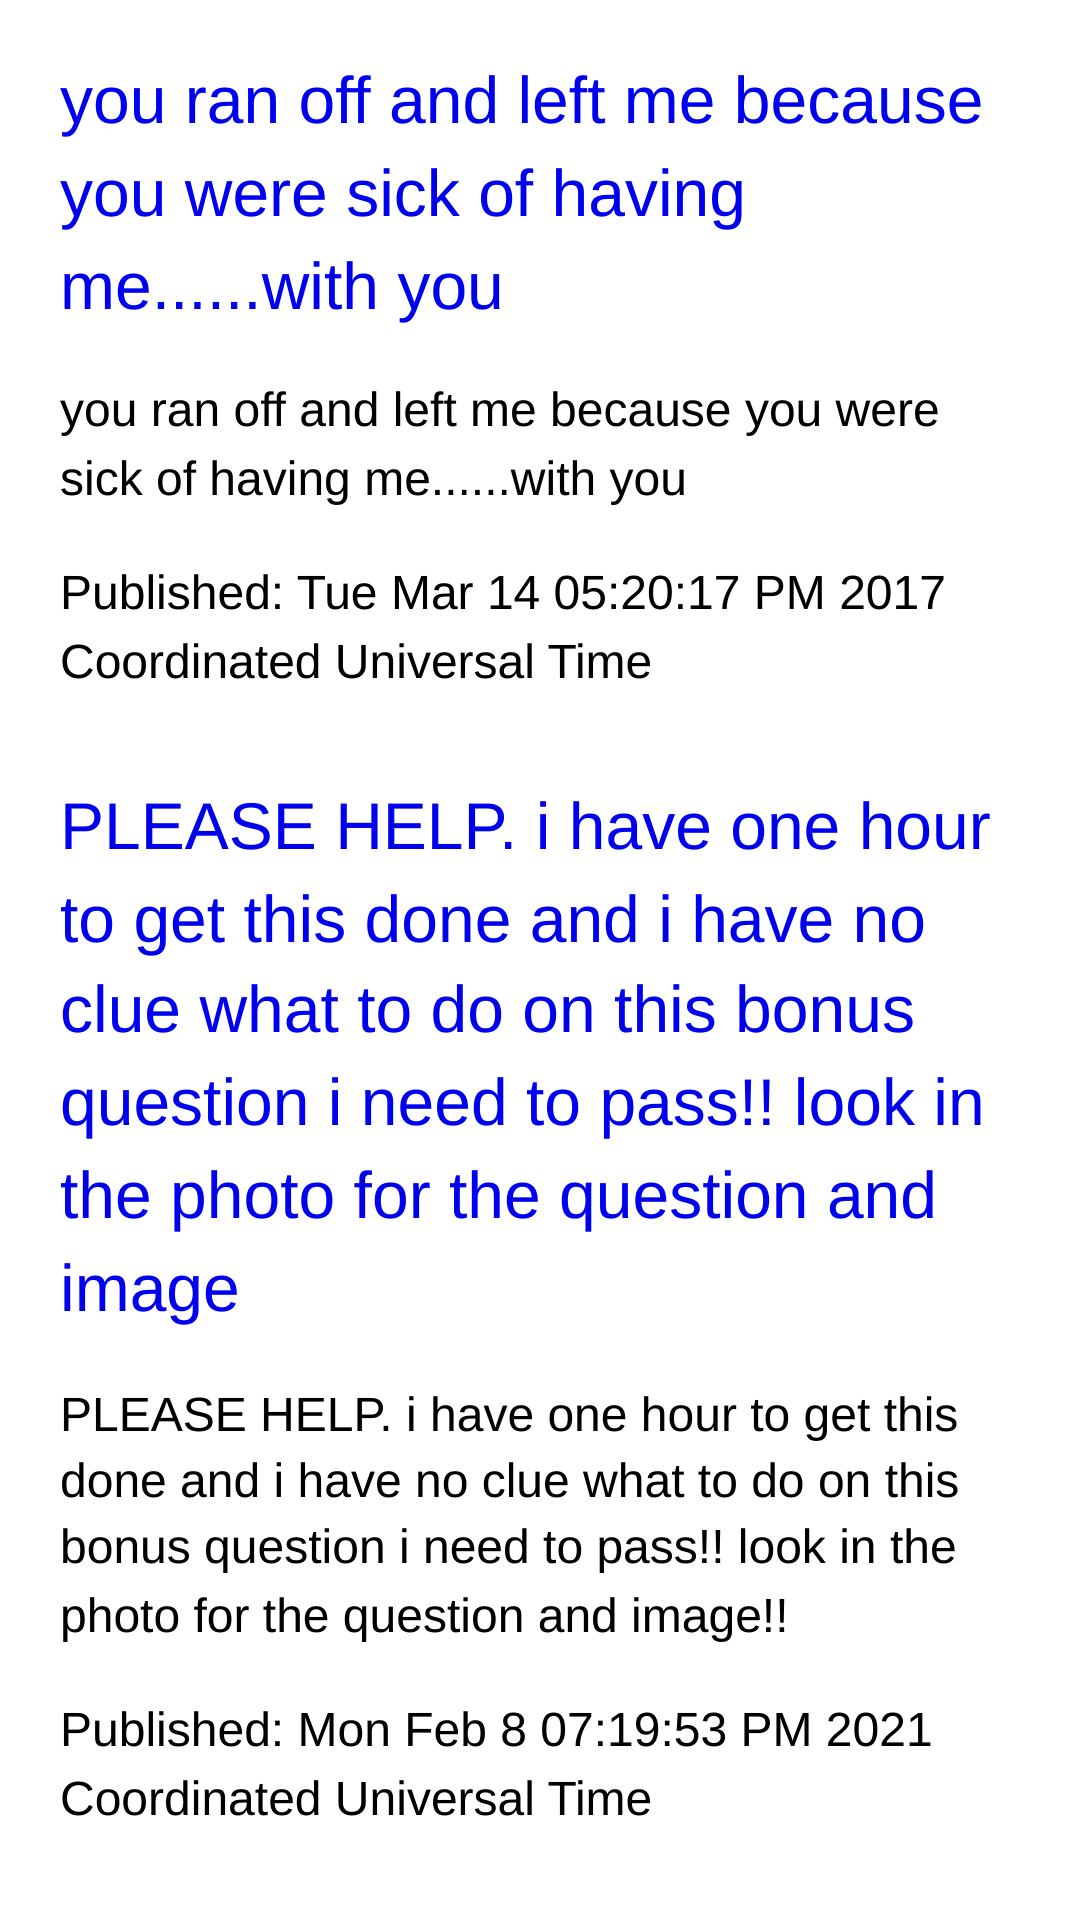 you ran off and left me because
you were sick of having
me......with you
you ran off and left me because you were
sick of having me......with you
Published: Tue Mar 14 05:20:17 PM 2017
Coordinated Universal Time
PLEASE HELP. i have one hour
to get this done and i have no
clue what to do on this bonus
question i need to pass!! look in
the photo for the question and
image
PLEASE HELP. i have one hour to get this
done and i have no clue what to do on this
bonus question i need to pass!! look in the
photo for the question and image!!
Published: Mon Feb 8 07:19:53 PM 2021
Coordinated Universal Time